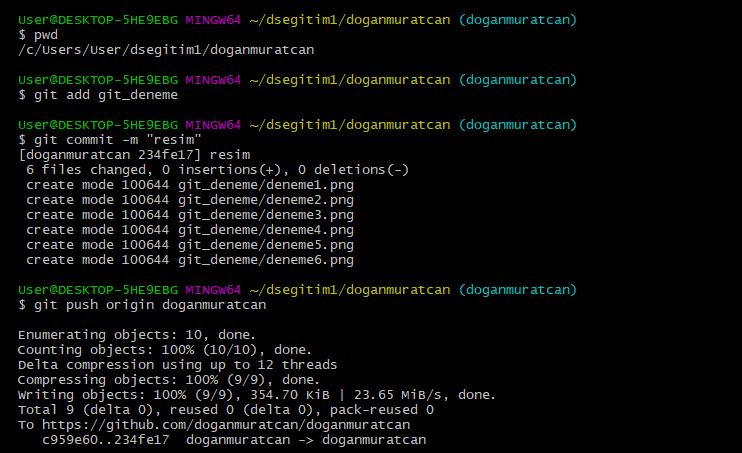 User@DESKTOP-5HE9EBG MINGW64 ~/dsegitim1/doganmuratcan (doganmuratcan)
$ pwd
/c/Users/User/dsegitim1/doganmuratcan
User@DESKTOP-5HE9EBG MINGW64 ~/dsegitim1/doganmuratcan (doganmuratcan)
$ git add git_deneme
User@DESKTOP-5HE9EBG MINGW64 ~/dsegitim1/doganmuratcan (doganmuratcan)
$ git commit -m "resim"
[doganmuratcan 234fe17] resim
 6 files changed, 0 insertions(+), 0 deletions(-)
 create mode 100644 git_deneme/deneme1.png
 create mode 100644 git_deneme/deneme2.png
 create mode 100644 git_deneme/deneme3.png
 create mode 100644 git_deneme/deneme4.png
 create mode 100644 git_deneme/deneme5.png
 create mode 100644 git_deneme/deneme6.png
User@DESKTOP-5HE9EBG MINGW64 ~/dsegitim1/doganmuratcan (doganmuratcan)
$ git push origin doganmuratcan
Enumerating objects: 10, done.
Counting objects: 100% (10/10), done.
Delta compression using up to 12 threads
Compressing objects: 100% (9/9), done.
Writing objects: 100% (9/9), 354.70 KiB | 23.65 MiB/s, done.
Total 9 (delta 0), reused 0 (delta 0), pack-reused 0
To https://github.com/doganmuratcan/doganmuratcan
   c959e60..234fe17  doganmuratcan -> doganmuratcan